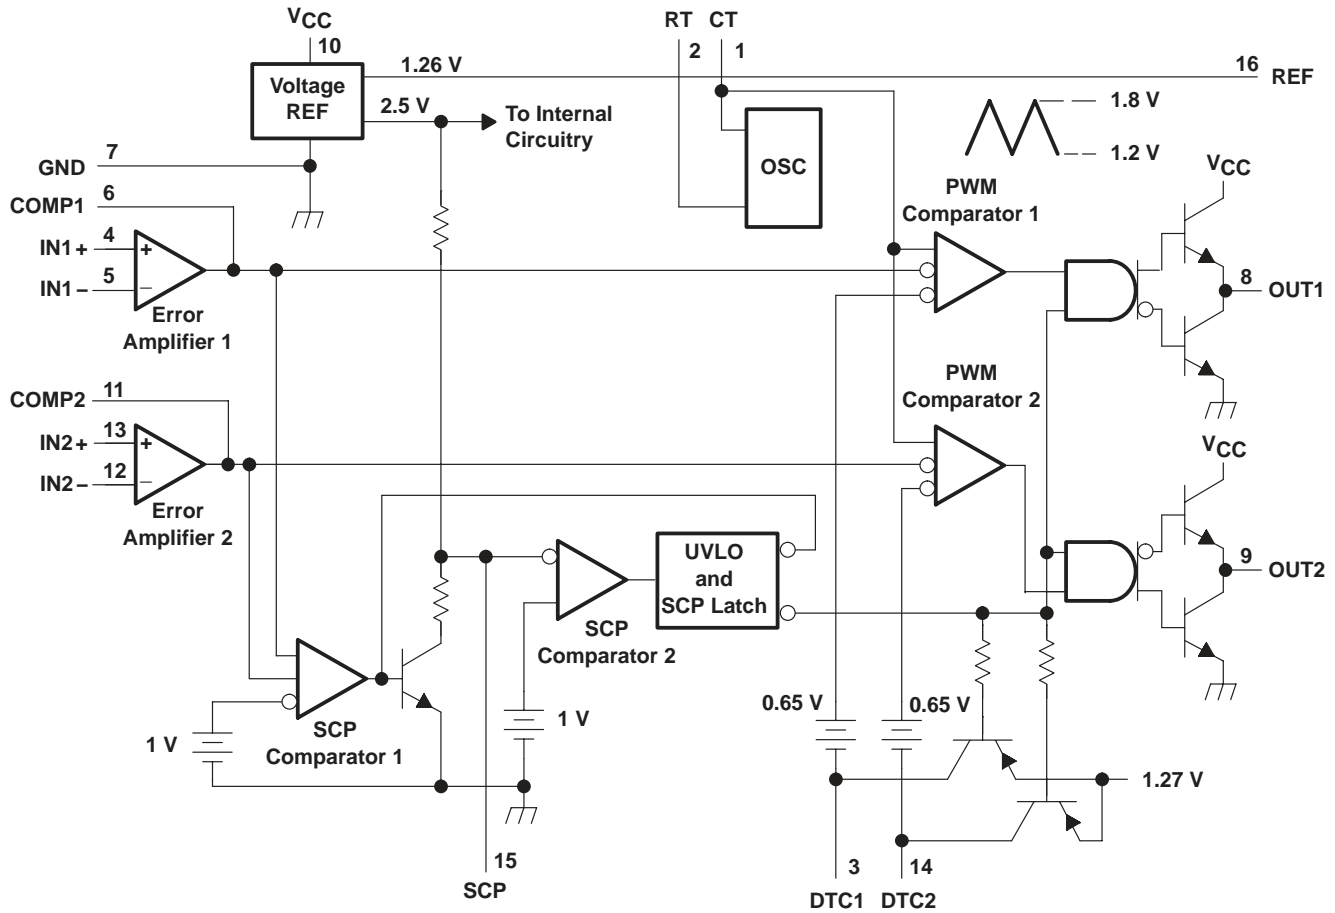 VCC
10
RT CT
2
1
1.26 V
16
REF
Voltage
REF
2.5 V
To Internal
Circuitry
1.8 V
1.2 V
OSC
7
GND
6
COMP1
4
IN1+
+
5
IN1−
−
Error
Amplifier 1
PWM
Comparator 1
VCC
8
OUT1
11
COMP2
13
IN2+
+
12
IN2−
−
Error
Amplifier 2
PWM
Comparator 2
VCC
9
OUT2
UVLO
and
SCP Latch
SCP
Comparator 2
SCP
Comparator 1
1 V
1 V
0.65 V
0.65 V
1.27 V
15
SCP
3
14
DTC1 DTC2